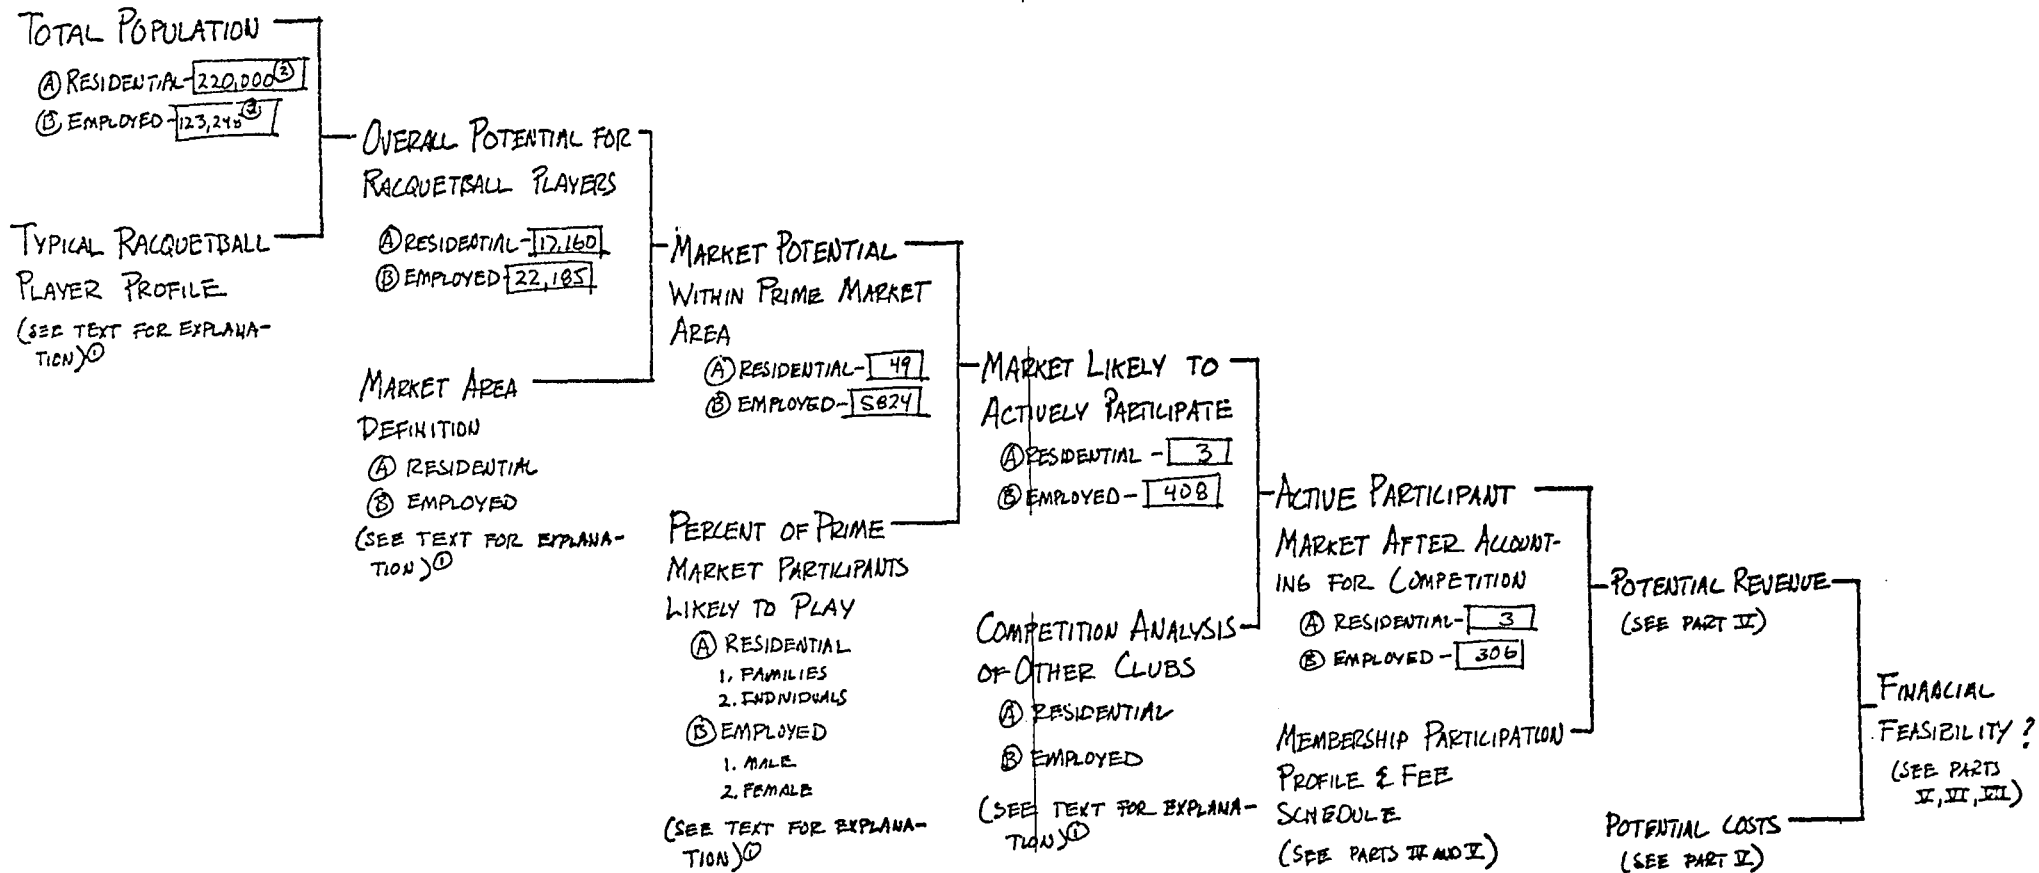 TOTAL POPULATION
Ⓐ RESIDENTIAL- 220,000②
Ⓑ EMPLOYED-
TYPICAL RACQUETBALL
PLAYER PROFILE
(SEE TEXT FOR EXPLANA-
TION)①
OVERALL POTENTIAL FOR
RACQUETBALL PLAYERS
Ⓐ RESIDENTIAL- 17,160
Ⓑ EMPLOYED- 22,185
MARKET AREA
DEFINITION
Ⓐ RESIDENTIAL
Ⓑ EMPLOYED
(SEE TEXT FOR EXPLANA-
TION)①
MARKET POTENTIAL
WITHIN PRIME MARKET
AREA
Ⓐ RESIDENTIAL- 49
Ⓑ EMPLOYED- 5824
PERCENT OF PRIME
MARKET PARTICIPANTS
LIKELY TO PLAY
Ⓐ RESIDENTIAL
1. FAMILIES
2. INDIVIDUALS
Ⓑ EMPLOYED
1. MALE
2. FEMALE
(SEE TEXT FOR EXPLANA-
TION)①
MARKET LIKELY TO
ACTIVELY PARTICIPATE
Ⓐ RESIDENTIAL - 3
Ⓑ EMPLOYED - 408
COMPETITION ANALYSIS
OF OTHER CLUBS
Ⓐ RESIDENTIAL
Ⓑ EMPLOYED
(SEE TEXT FOR EXPLANA-
TION)①
ACTIVE PARTICIPANT
MARKET AFTER ACCOUNT-
ING FOR COMPETITION
Ⓐ RESIDENTIAL- 3
Ⓑ EMPLOYED - 306
MEMBERSHIP PARTICIPATION
PROFILE & FEE
SCHEDULE
(SEE PARTS IV AND V)
POTENTIAL REVENUE
(SEE PART V)
POTENTIAL COSTS
(SEE PART V)
FINANCIAL
FEASIBILITY?
(SEE PARTS
V, VI, VII)